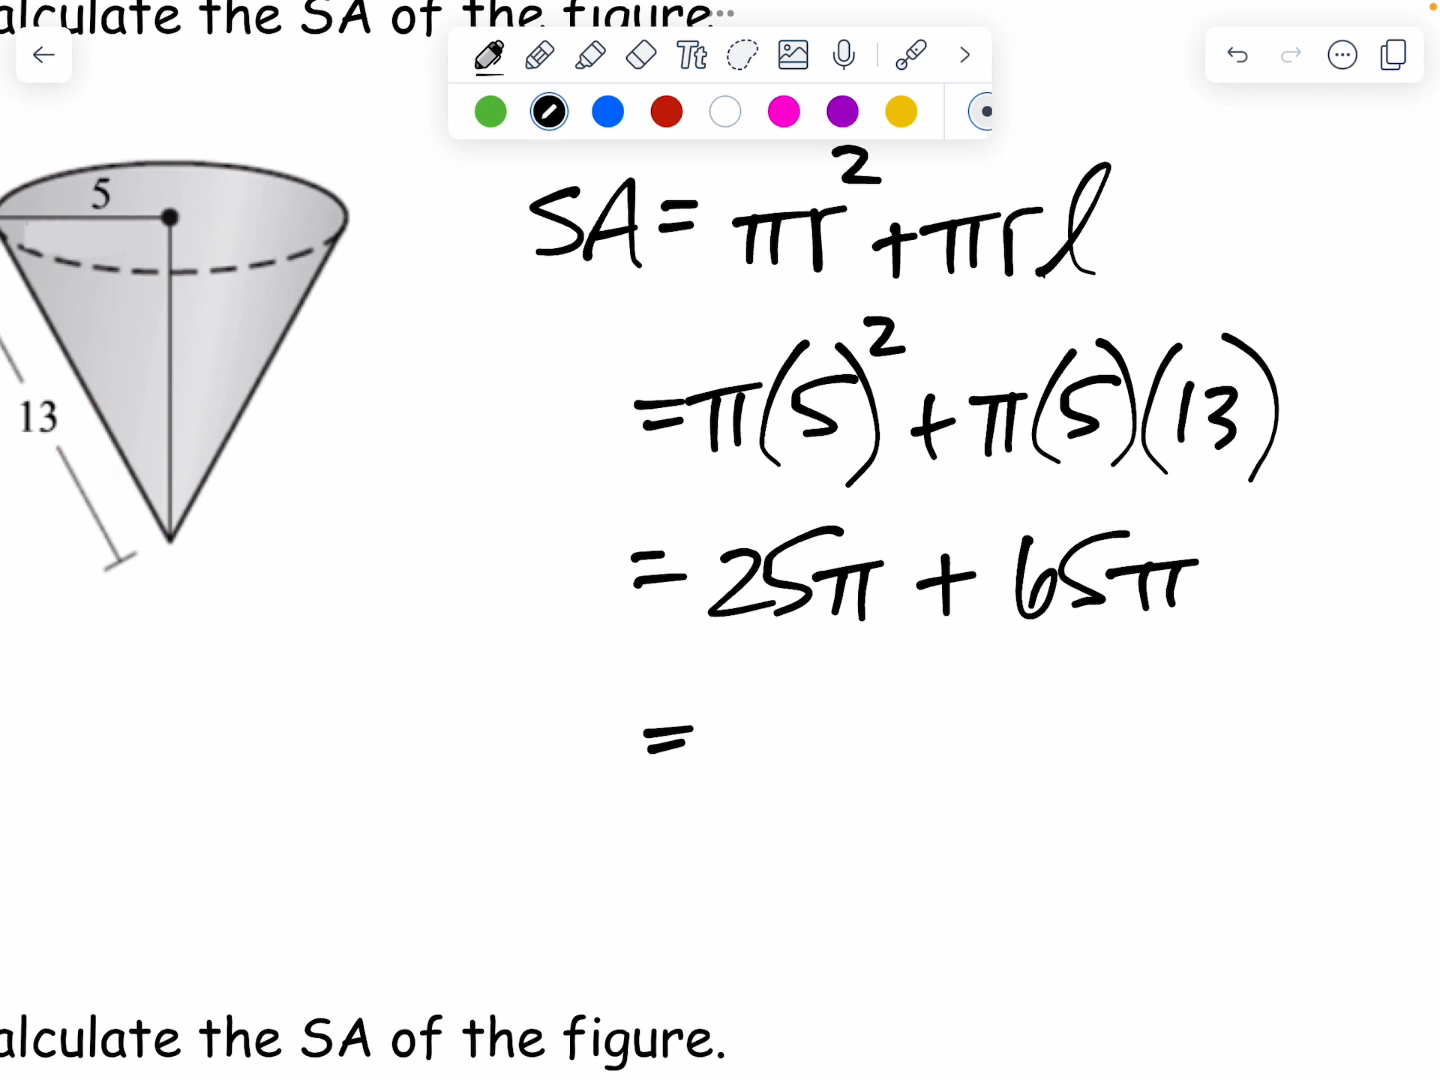 alculate the SA of the figure.
Tt
5
13
SA = πr² + πrl
= π(5)² + π(5)(13)
= 25π + 65π
=
alculate the SA of the figure.